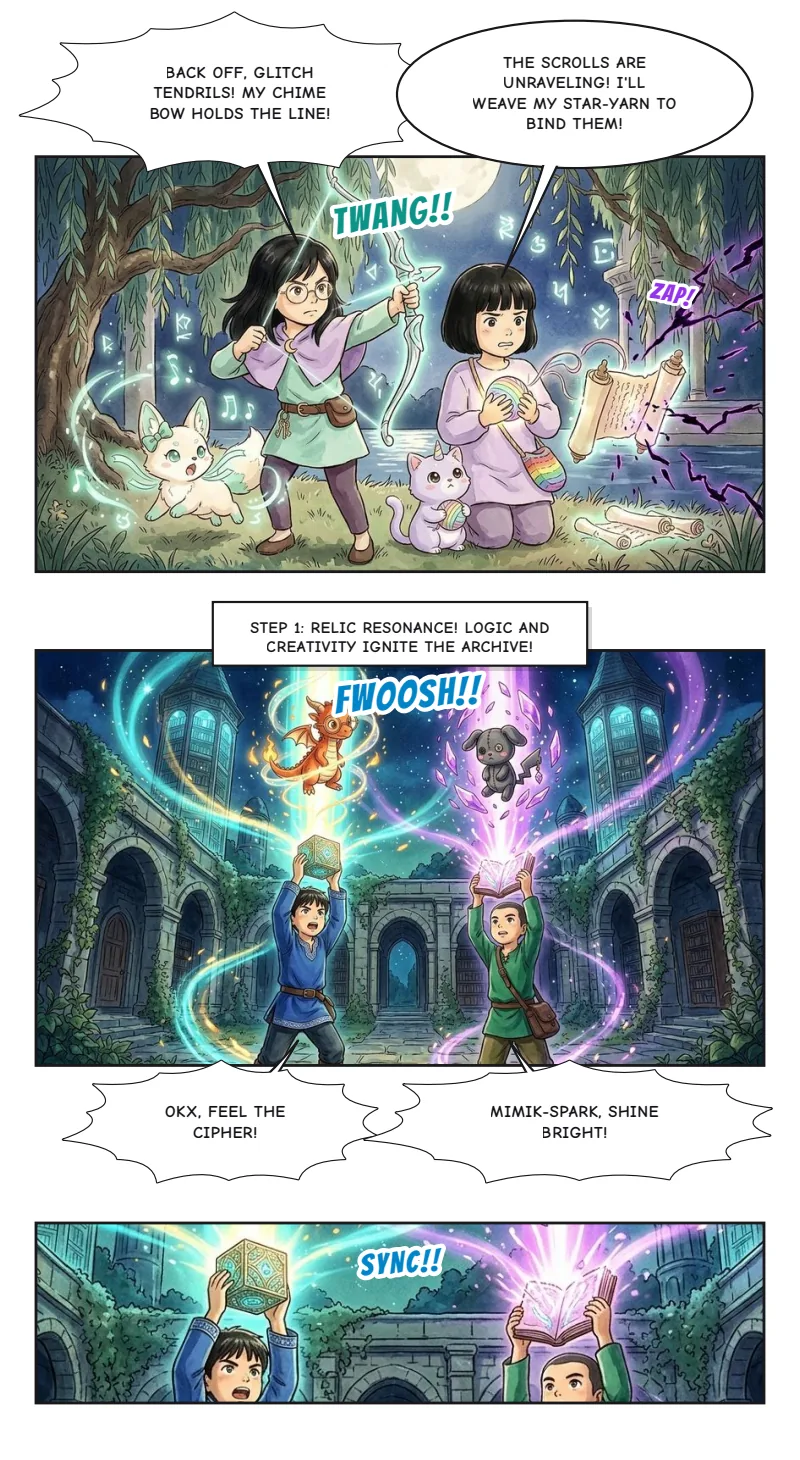 BACK OFF, GLITCH
TENDRILS! MY CHIME
BOW HOLDS THE LINE!
THE SCROLLS ARE
UNRAVELING! I'LL
WEAVE MY STAR-YARN TO
BIND THEM!
TWANG!!
ZAP!
STEP 1: RELIC RESONANCE! LOGIC AND
CREATIVITY IGNITE THE ARCHIVE!
FWOOSH!!
OKX, FEEL THE
CIPHER!
MIMIK-SPARK, SHINE
BRIGHT!
SYNC!!